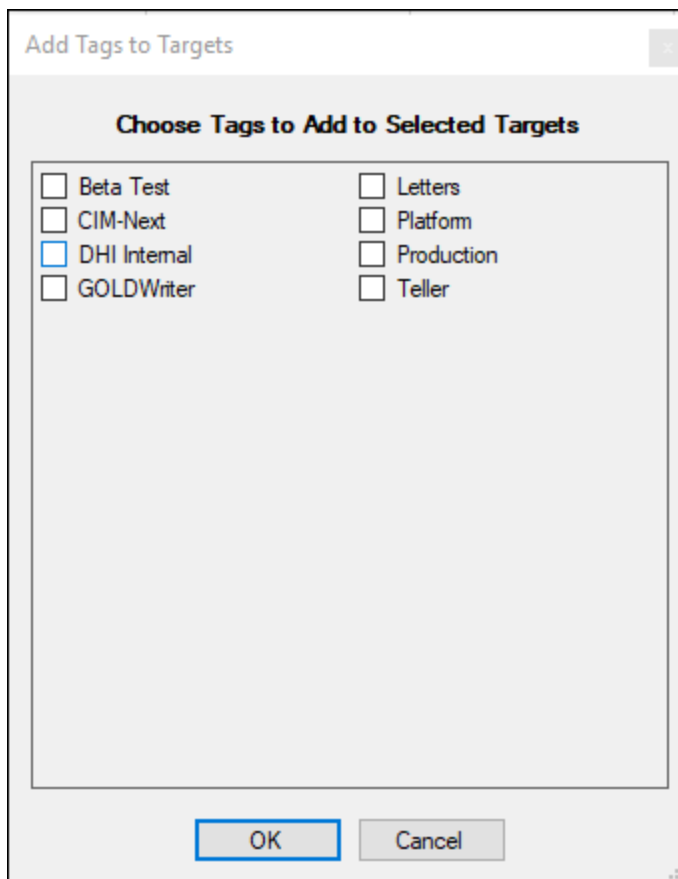 Add Tags to Targets
x
Choose Tags to Add to Selected Targets
Beta Test
CIM-Next
DHI Internal
GOLDWriter
Letters
Platform
Production
Teller
OK
Cancel